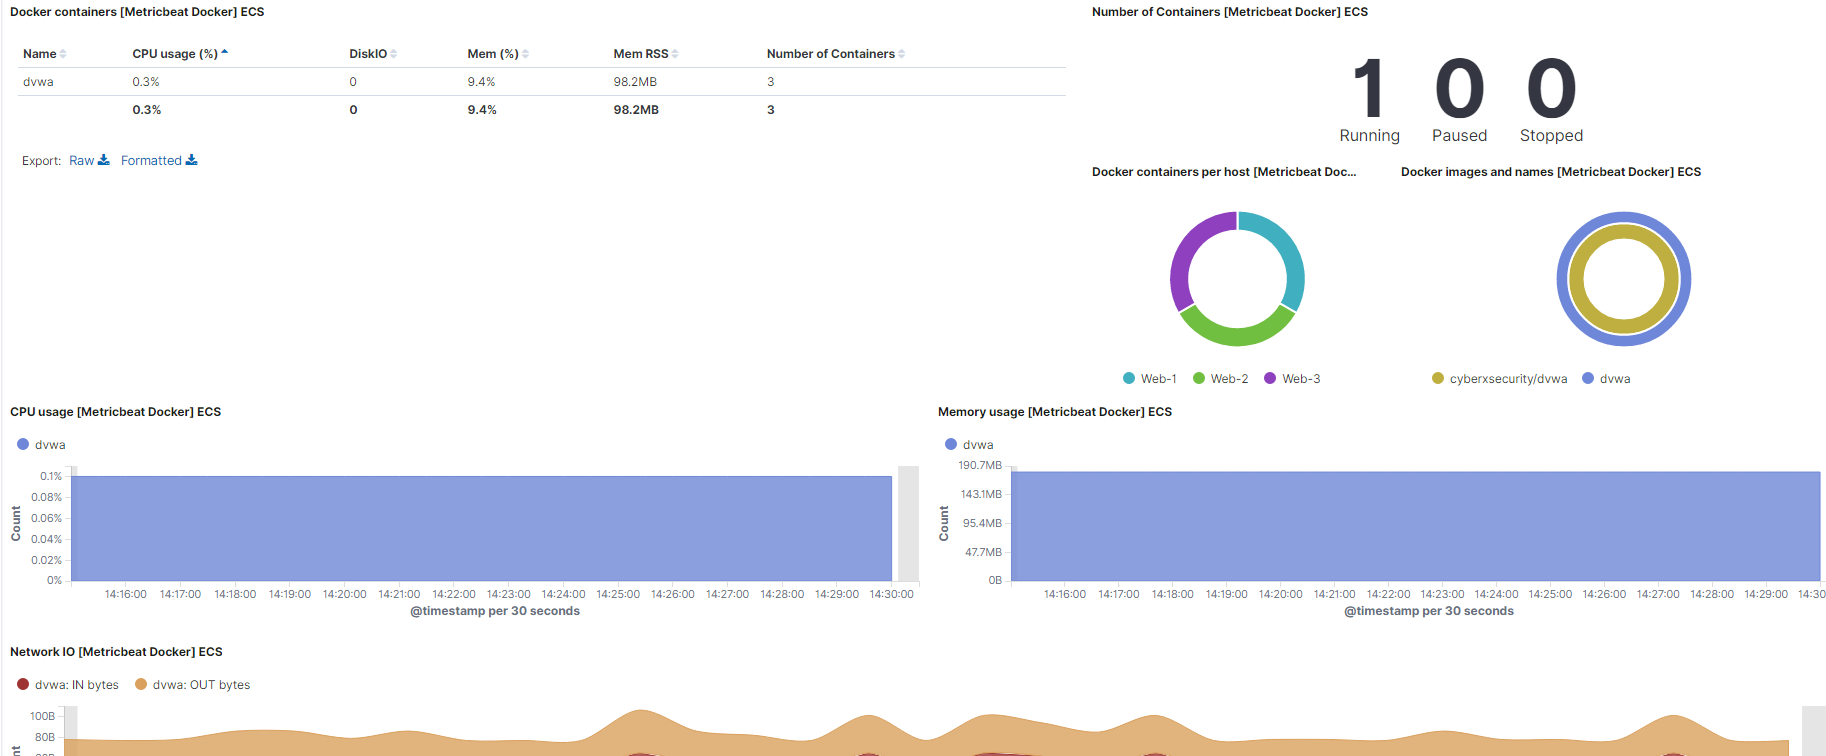 Docker containers [Metricbeat Docker] ECS
Name CPU usage (%) DiskIO Mem (%) Mem RSS Number of Containers
dvwa 0.3% 0 9.4% 98.2MB 3
0.3% 0 9.4% 98.2MB 3
Export: Raw Formatted
Number of Containers [Metricbeat Docker] ECS
1 0 0
Running Paused Stopped
Docker containers per host [Metricbeat Doc...
Web-1 Web-2 Web-3
Docker images and names [Metricbeat Docker] ECS
cyberxsecurity/dvwa dvwa
CPU usage [Metricbeat Docker] ECS
dvwa
Count
0.1%
0.08%
0.06%
0.04%
0.02%
0%
14:16:00 14:17:00 14:18:00 14:19:00 14:20:00 14:21:00 14:22:00 14:23:00 14:24:00 14:25:00 14:26:00 14:27:00 14:28:00 14:29:00 14:30:00
@timestamp per 30 seconds
Memory usage [Metricbeat Docker] ECS
dvwa
Count
190.7MB
143.1MB
95.4MB
47.7MB
0B
14:16:00 14:17:00 14:18:00 14:19:00 14:20:00 14:21:00 14:22:00 14:23:00 14:24:00 14:25:00 14:26:00 14:27:00 14:28:00 14:29:00 14:30
@timestamp per 30 seconds
Network IO [Metricbeat Docker] ECS
dvwa: IN bytes dvwa: OUT bytes
100B
80B